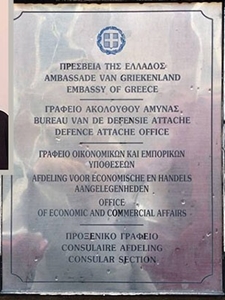 ΠΡΕΣΒΕΙΑ ΤΗΣ ΕΛΛΑΔΟΣ
AMBASSADE VAN GRIEKENLAND
EMBASSY OF GREECE
ΓΡΑΦΕΙΟ ΑΚΟΛΟΥΘΟΥ ΑΜΥΝΑΣ
BUREAU VAN DE DEFENSIE ATTACHE
DEFENCE ATTACHE OFFICE
ΓΡΑΦΕΙΟ ΟΙΚΟΝΟΜΙΚΩΝ ΚΑΙ ΕΜΠΟΡΙΚΩΝ
ΥΠΟΘΕΣΕΩΝ
AFDELING VOOR ECONOMISCHE EN HANDELS
AANGELEGENHEDEN
OFFICE
OF ECONOMIC AND COMMERCIAL AFFAIRS
ΠΡΟΞΕΝΙΚΟ ΓΡΑΦΕΙΟ
CONSULAIRE AFDELING
CONSULAR SECTION